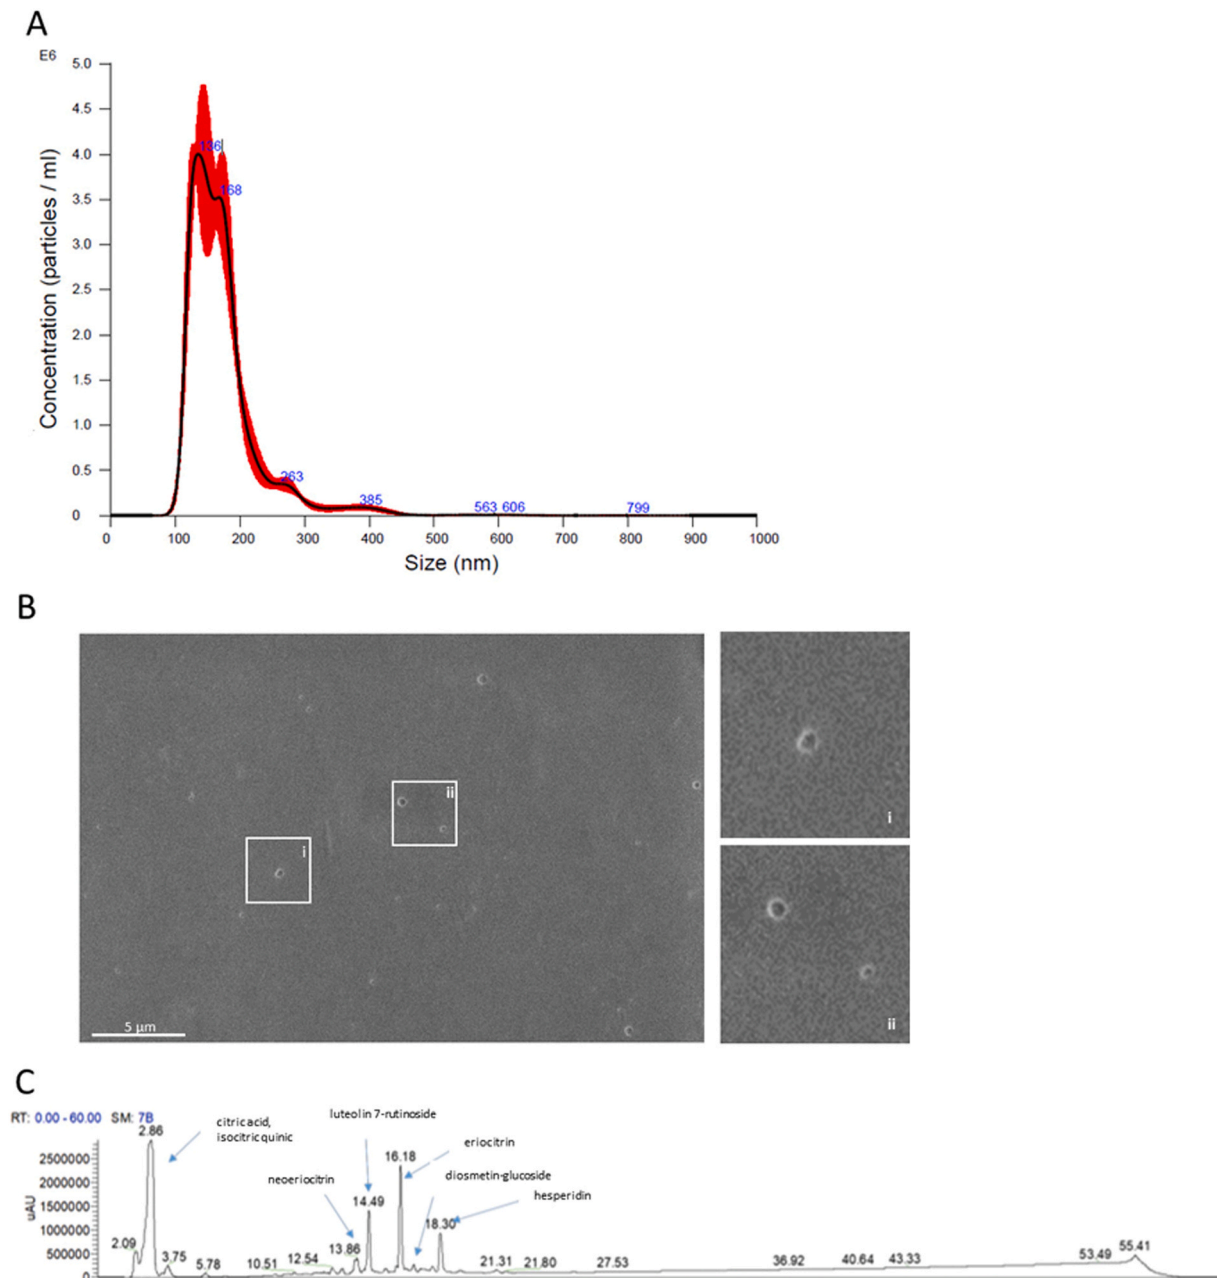 A
E6
5.0
4.5
4.0
3.5
3.0
2.5
2.0
1.5
1.0
0.5
0
Concentration (particles / ml)
136
168
263
385
563 606
799
0 100 200 300 400 500 600 700 800 900 1000
Size (nm)
B
i
ii
5 µm
i
ii
C
RT: 0.00 - 60.00 SM: 7B
2.86
citric acid,
isocitric quinic
luteolin 7-rutinoside
eriocitrin
neoeriocitrin
diosmetin-glucoside
hesperidin
2500000
2000000
1500000
1000000
500000
0
uAU
2.09
3.75
5.78
10.51
12.54
13.86
14.49
16.18
18.30
21.31
21.80
27.53
36.92
40.64
43.33
53.49
55.41